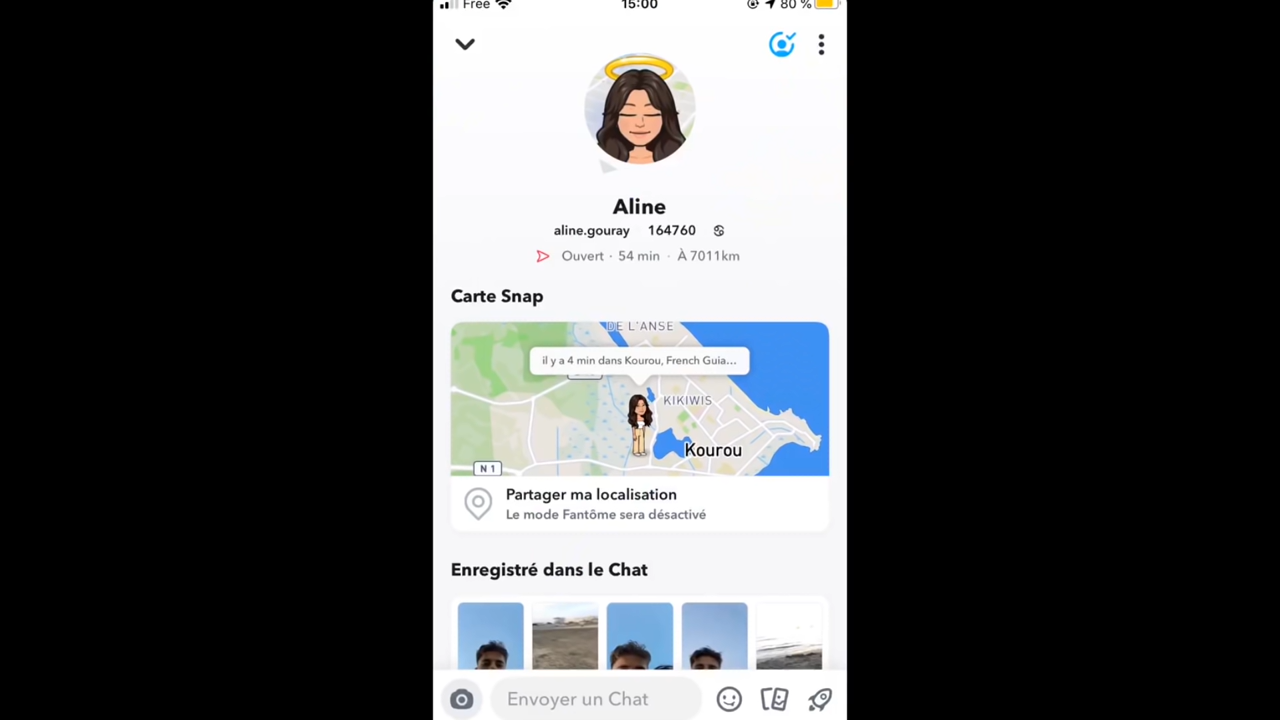 Free 15:00 80 %
Aline
aline.gouray 164760
Ouvert · 54 min · À 7011km
Carte Snap
DE L'ANSE
il y a 4 min dans Kourou, French Guia...
KIKIWIS
Kourou
N 1
Partager ma localisation
Le mode Fantôme sera désactivé
Enregistré dans le Chat
Envoyer un Chat